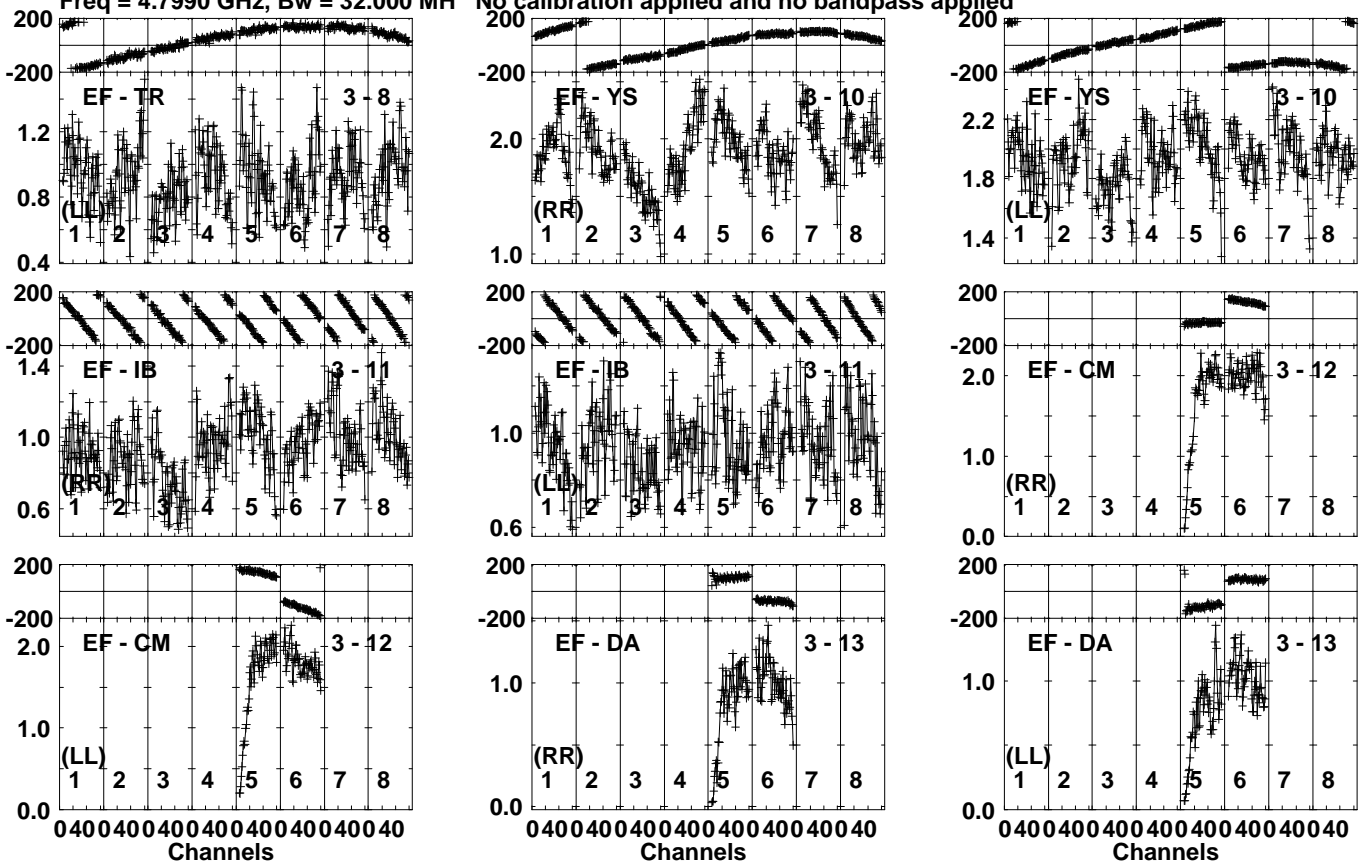 Freq = 4.7990 GHz, Bw = 32.000 MH No calibration applied and no bandpass applied
200 200 200
-200 -200 -200
EF - TR 3 - 8 EF - YS 3 - 10 EF - YS 3 - 10
1.2 2.0 2.2
0.8 1.8
(LL) (RR) (LL)
1 2 3 4 5 6 7 8 1 2 3 4 5 6 7 8 1 2 3 4 5 6 7 8
0.4 1.0 1.4
200 200 200
-200 -200 -200
1.4 EF - IB 3 - 11 EF - IB 3 - 11 2.0 EF - CM 3 - 12
1.0 1.0 1.0
(RR) (LL) (RR)
1 2 3 4 5 6 7 8 1 2 3 4 5 6 7 8 1 2 3 4 5 6 7 8
0.6 0.6 0.0
200 200 200
-200 -200 -200
2.0 EF - CM 3 - 12 EF - DA 3 - 13 EF - DA 3 - 13
1.0 1.0 1.0
(LL) (RR) (LL)
1 2 3 4 5 6 7 8 1 2 3 4 5 6 7 8 1 2 3 4 5 6 7 8
0.0 0.0 0.0
0 40 0 40 0 40 0 40 0 40 0 40 0 40 0 40 0 40 0 40 0 40 0 40 0 40 0 40 0 40 0 40 0 40 0 40 0 40 0 40 0 40 0 40 0 40 0 40
Channels Channels Channels